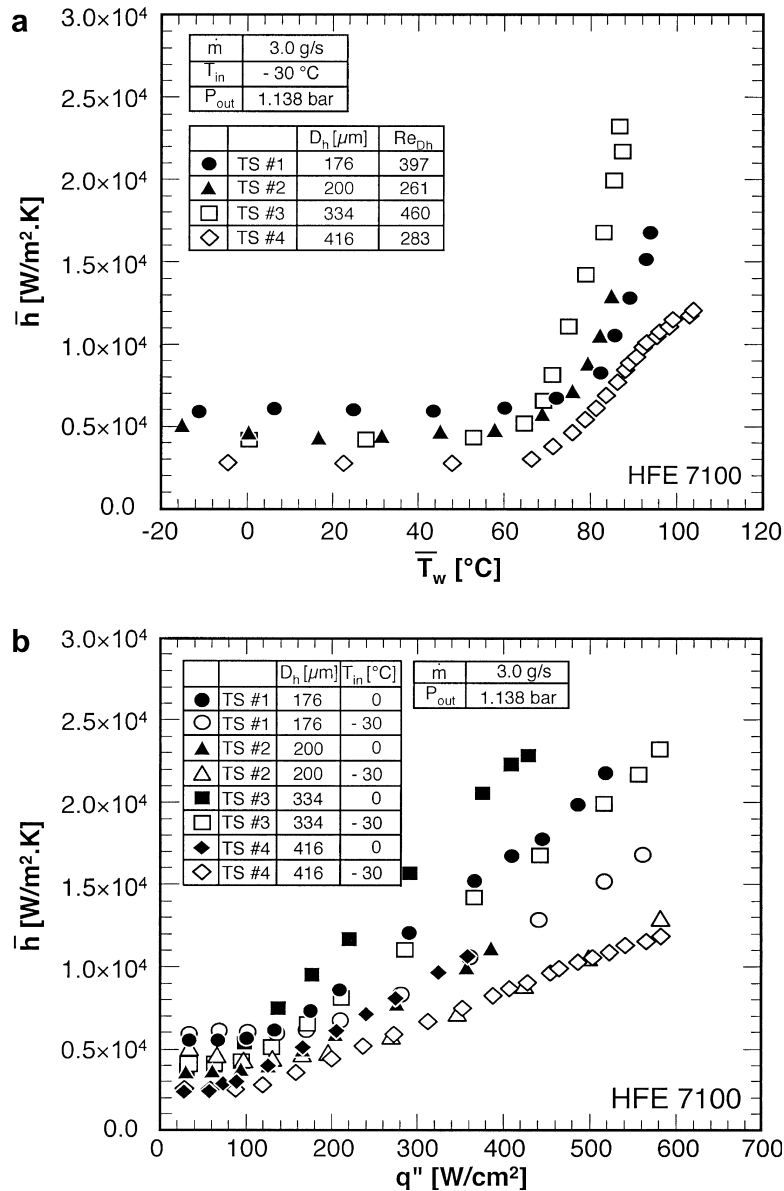 a
3.0×10⁴
2.5×10⁴
2.0×10⁴
1.5×10⁴
1.0×10⁴
0.5×10⁴
0.0
h̅ [W/m².K]
ṁ 3.0 g/s
T_in - 30 °C
P_out 1.138 bar
D_h [μm] Re_Dh
TS #1 176 397
TS #2 200 261
TS #3 334 460
TS #4 416 283
HFE 7100
-20 0 20 40 60 80 100 120
T̅_w [°C]
b
3.0×10⁴
2.5×10⁴
2.0×10⁴
1.5×10⁴
1.0×10⁴
0.5×10⁴
0.0
h̅ [W/m².K]
D_h [μm] T_in [°C]
TS #1 176 0
TS #1 176 - 30
TS #2 200 0
TS #2 200 - 30
TS #3 334 0
TS #3 334 - 30
TS #4 416 0
TS #4 416 - 30
ṁ 3.0 g/s
P_out 1.138 bar
HFE 7100
0 100 200 300 400 500 600 700
q" [W/cm²]